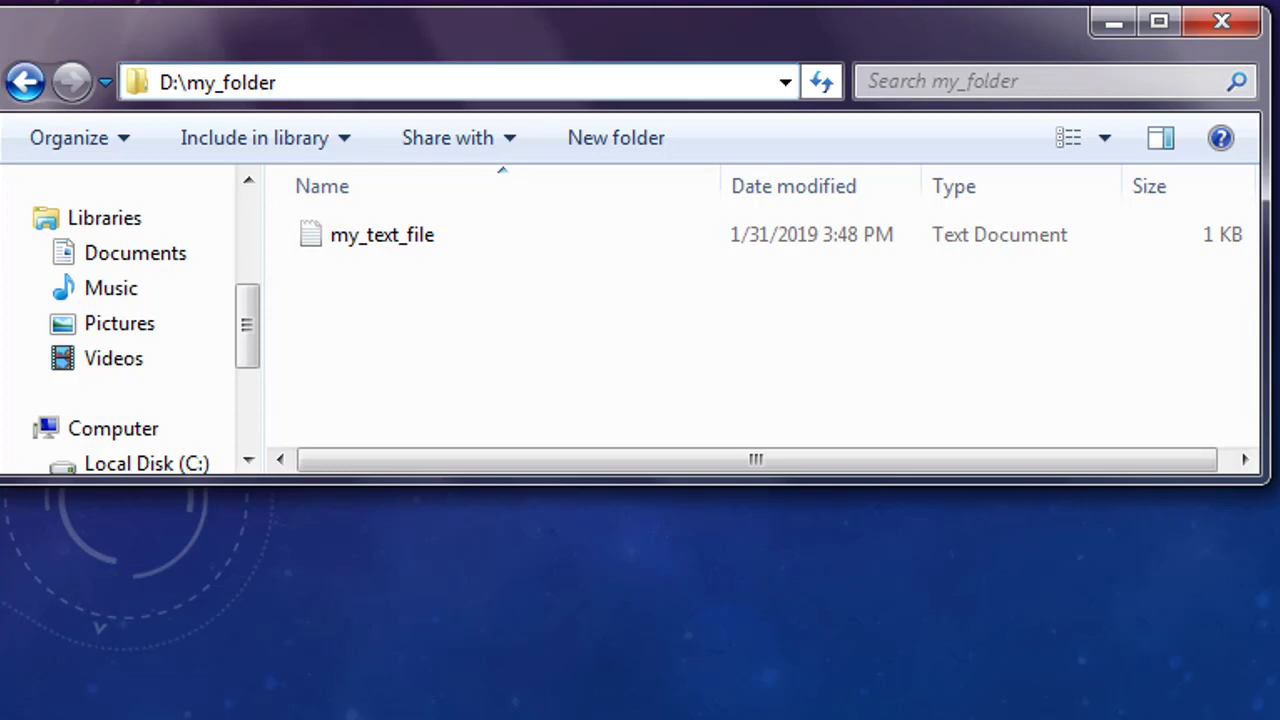 D:\my_folder
Search my_folder
Organize Include in library Share with New folder
Name Date modified Type Size
my_text_file 1/31/2019 3:48 PM Text Document 1 KB
Libraries
Documents
Music
Pictures
Videos
Computer
Local Disk (C:)